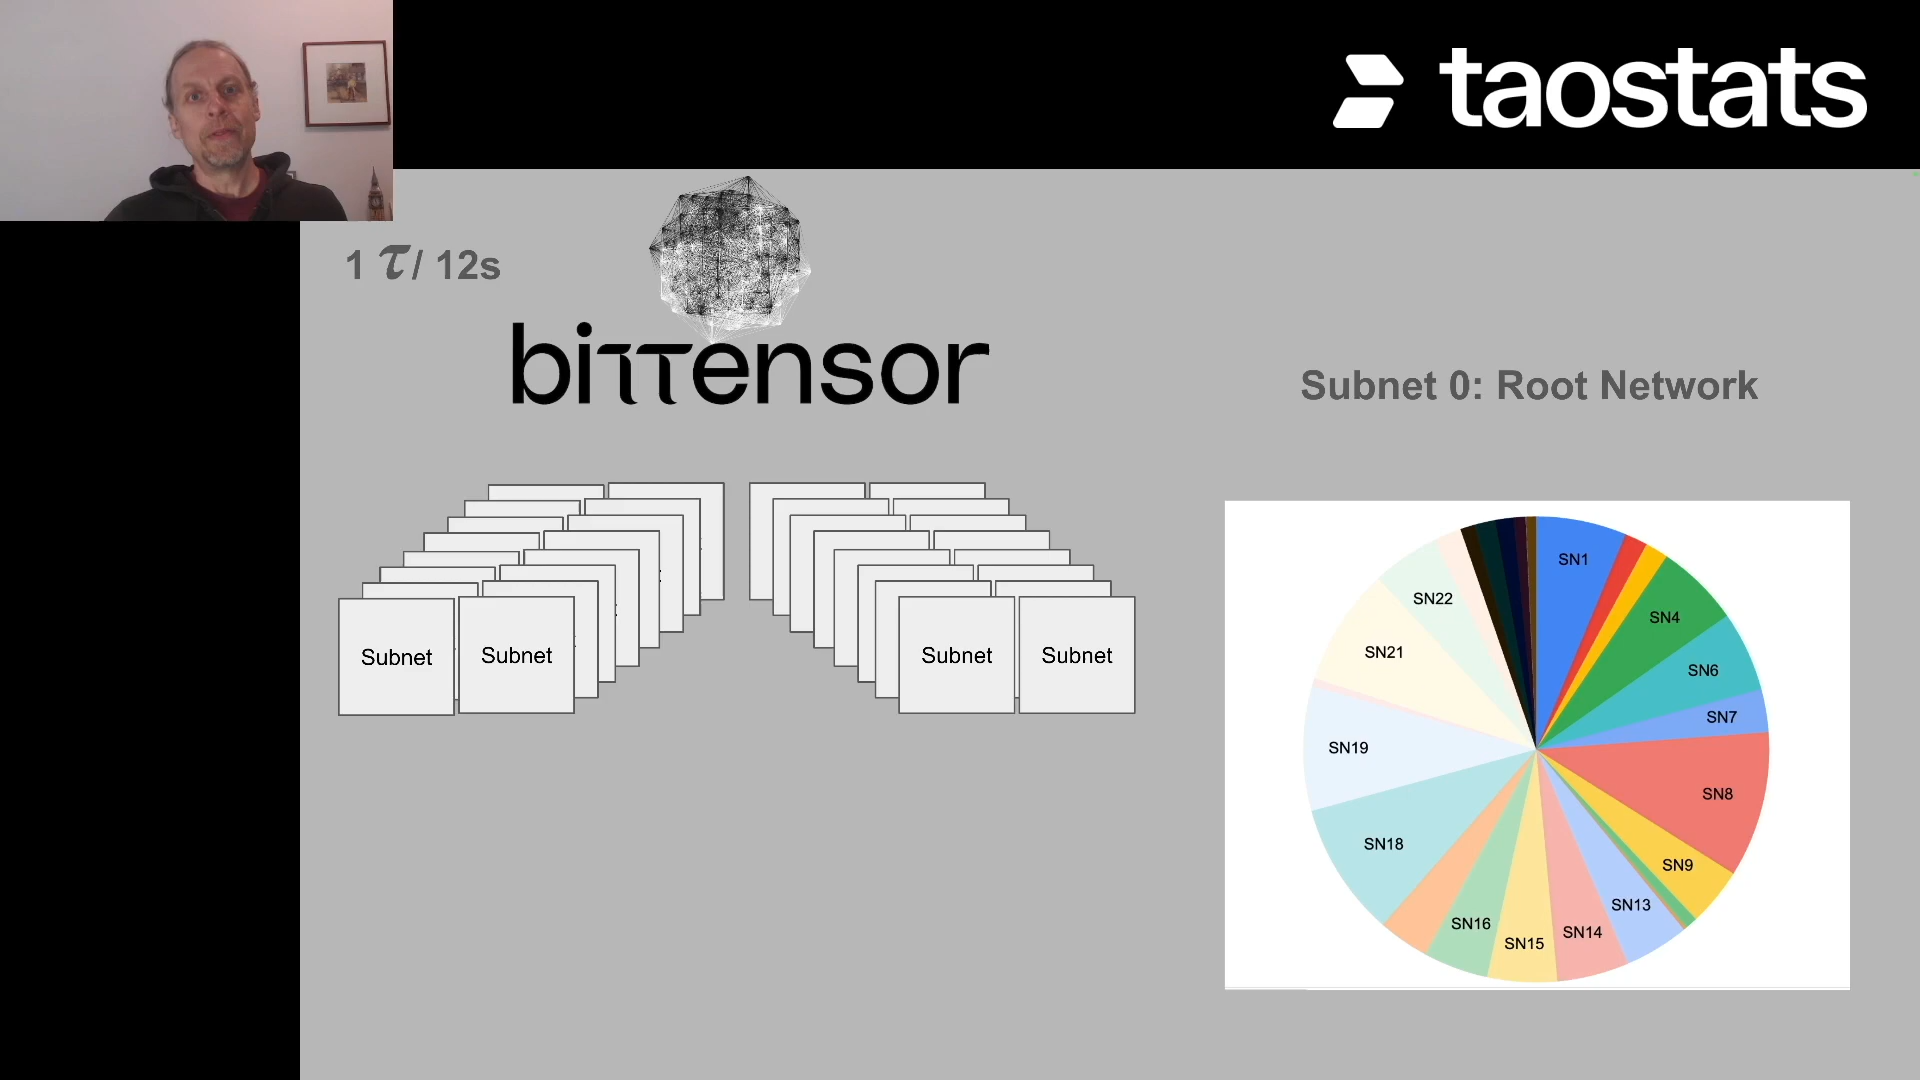 taostats
1 τ/ 12s
bittensor
Subnet 0: Root Network
Subnet
Subnet
Subnet
Subnet
SN1
SN4
SN6
SN7
SN8
SN9
SN13
SN14
SN15
SN16
SN18
SN19
SN21
SN22